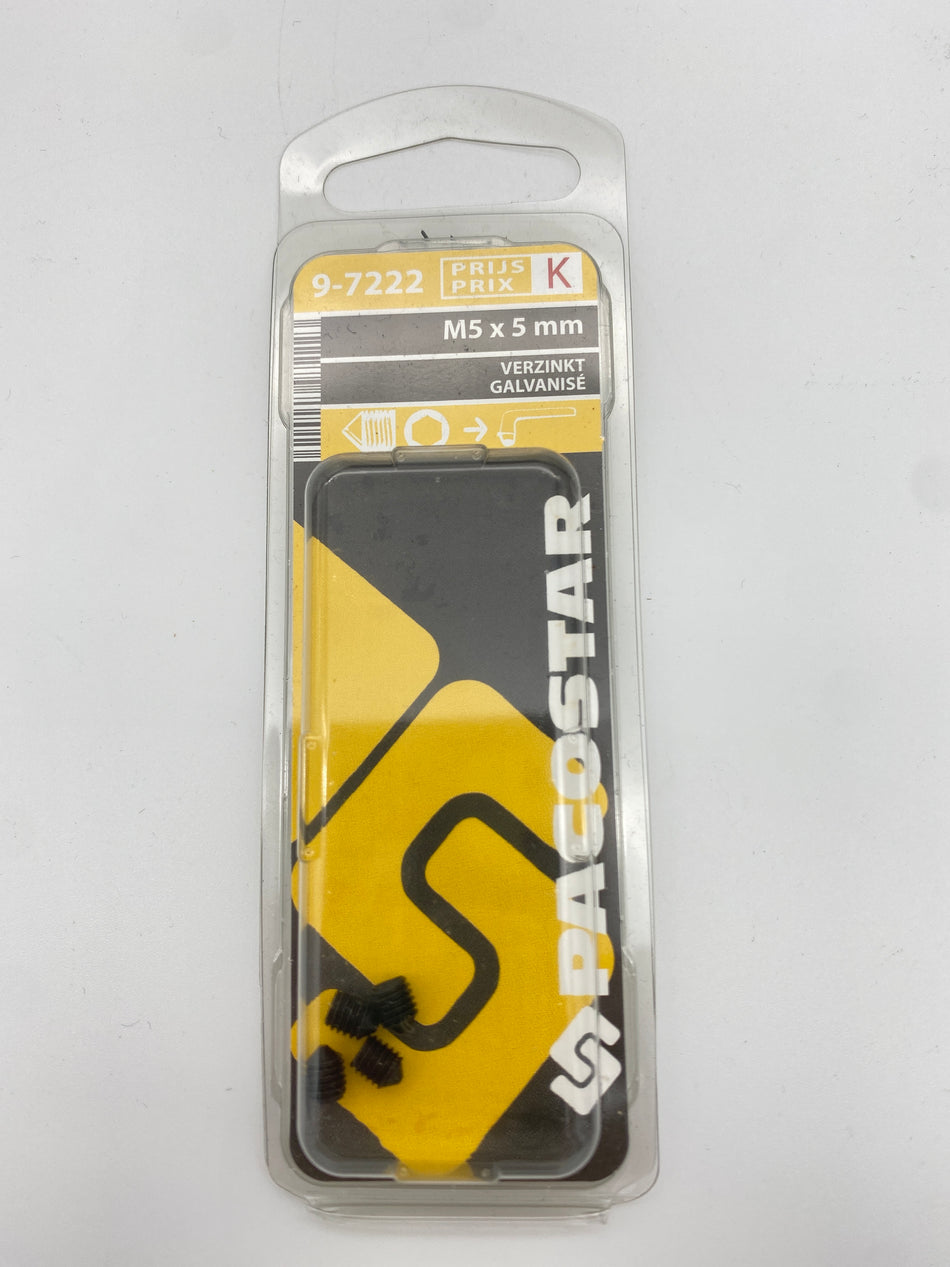 9-7222
PRIJS
PRIX
K
M5 x 5 mm
VERZINKT
GALVANISÉ
PACOSTAR